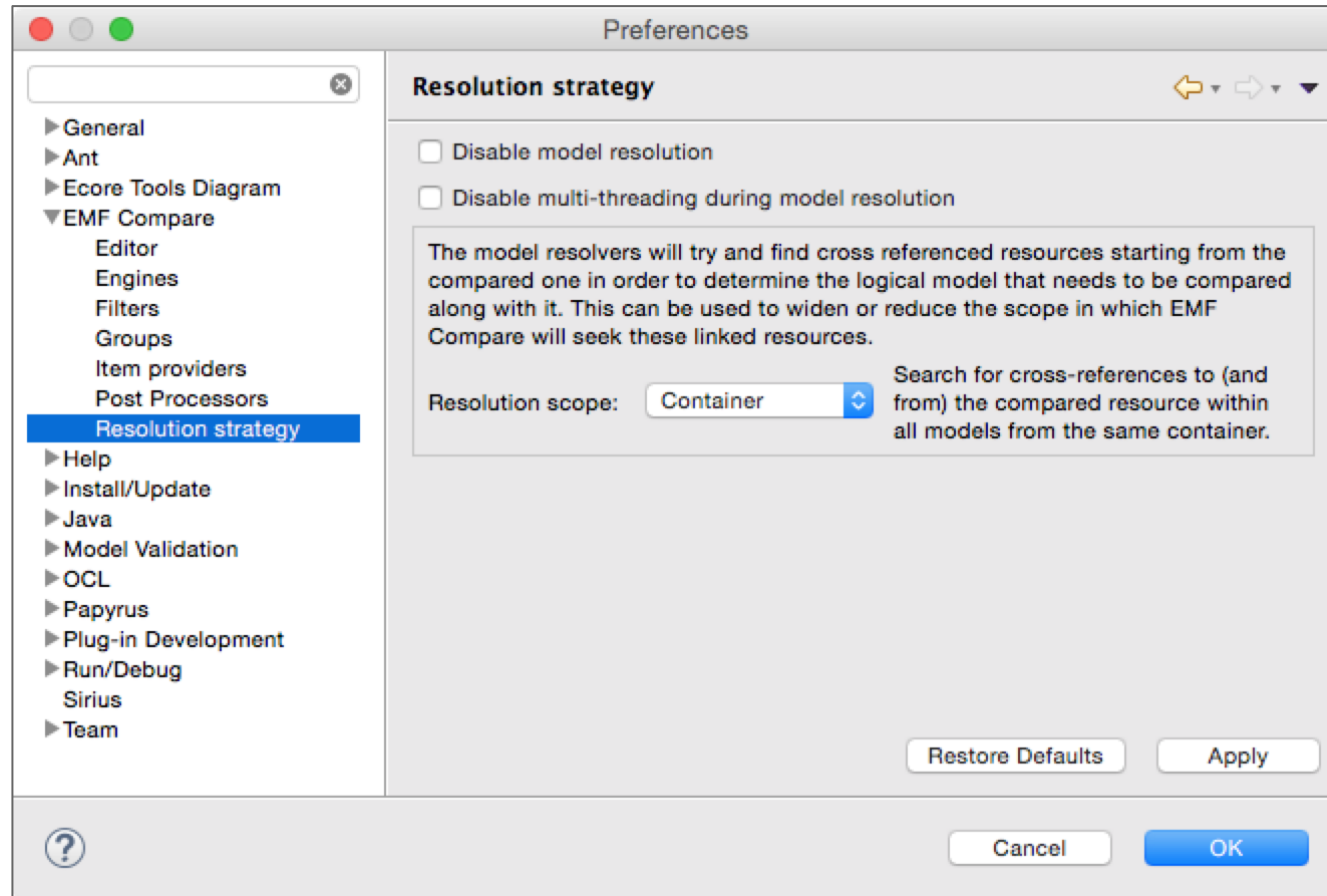 Preferences
General
Ant
Ecore Tools Diagram
EMF Compare
Editor
Engines
Filters
Groups
Item providers
Post Processors
Resolution strategy
Help
Install/Update
Java
Model Validation
OCL
Papyrus
Plug-in Development
Run/Debug
Sirius
Team
Resolution strategy
Disable model resolution
Disable multi-threading during model resolution
The model resolvers will try and find cross referenced resources starting from the
compared one in order to determine the logical model that needs to be compared
along with it. This can be used to widen or reduce the scope in which EMF
Compare will seek these linked resources.
Resolution scope:
Container
Search for cross-references to (and
from) the compared resource within
all models from the same container.
Restore Defaults
Apply
?
Cancel
OK